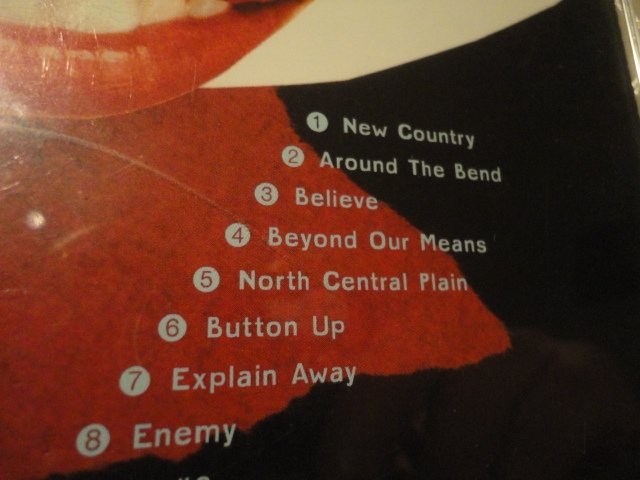 1 New Country
2 Around The Bend
3 Believe
4 Beyond Our Means
5 North Central Plain
6 Button Up
7 Explain Away
8 Enemy